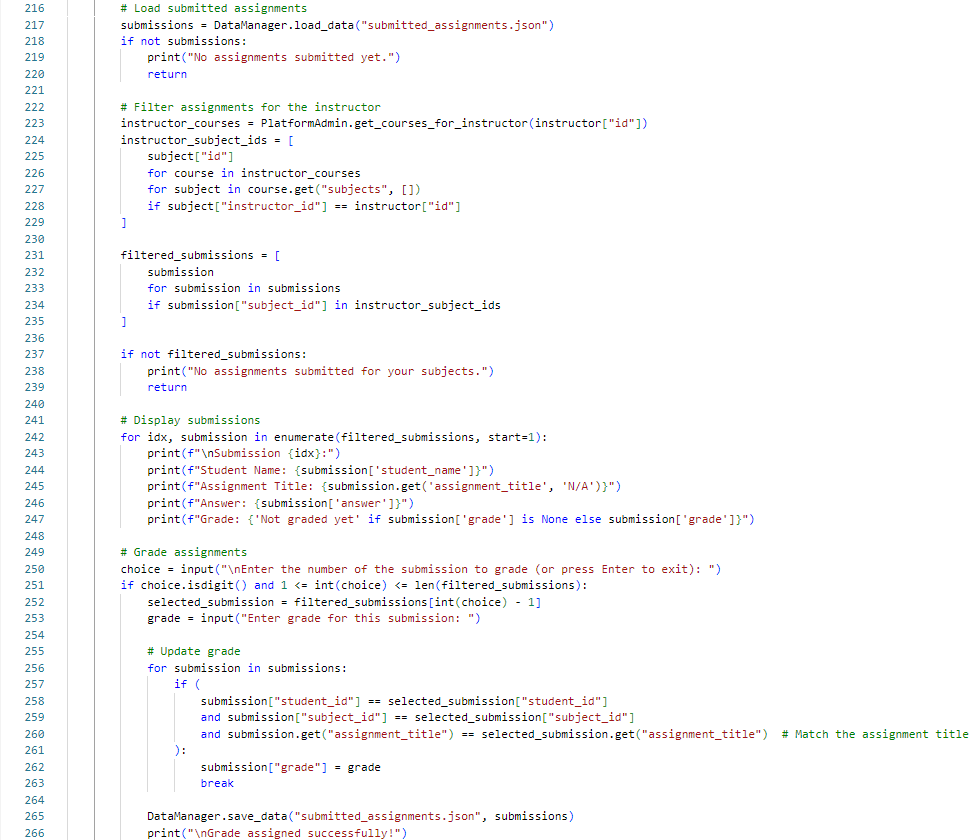 216 # Load submitted assignments
217 submissions = DataManager.load_data("submitted_assignments.json")
218 if not submissions:
219 print("No assignments submitted yet.")
220 return
221
222 # Filter assignments for the instructor
223 instructor_courses = PlatformAdmin.get_courses_for_instructor(instructor["id"])
224 instructor_subject_ids = [
225 subject["id"]
226 for course in instructor_courses
227 for subject in course.get("subjects", [])
228 if subject["instructor_id"] == instructor["id"]
229 ]
230
231 filtered_submissions = [
232 submission
233 for submission in submissions
234 if submission["subject_id"] in instructor_subject_ids
235 ]
236
237 if not filtered_submissions:
238 print("No assignments submitted for your subjects.")
239 return
240
241 # Display submissions
242 for idx, submission in enumerate(filtered_submissions, start=1):
243 print(f"\nSubmission {idx}:")
244 print(f"Student Name: {submission['student_name']}")
245 print(f"Assignment Title: {submission.get('assignment_title', 'N/A')}")
246 print(f"Answer: {submission['answer']}")
247 print(f"Grade: {'Not graded yet' if submission['grade'] is None else submission['grade']}")
248
249 # Grade assignments
250 choice = input("\nEnter the number of the submission to grade (or press Enter to exit): ")
251 if choice.isdigit() and 1 <= int(choice) <= len(filtered_submissions):
252 selected_submission = filtered_submissions[int(choice) - 1]
253 grade = input("Enter grade for this submission: ")
254
255 # Update grade
256 for submission in submissions:
257 if (
258 submission["student_id"] == selected_submission["student_id"]
259 and submission["subject_id"] == selected_submission["subject_id"]
260 and submission.get("assignment_title") == selected_submission.get("assignment_title")  # Match the assignment title
261 ):
262 submission["grade"] = grade
263 break
264
265 DataManager.save_data("submitted_assignments.json", submissions)
266 print("\nGrade assigned successfully!")